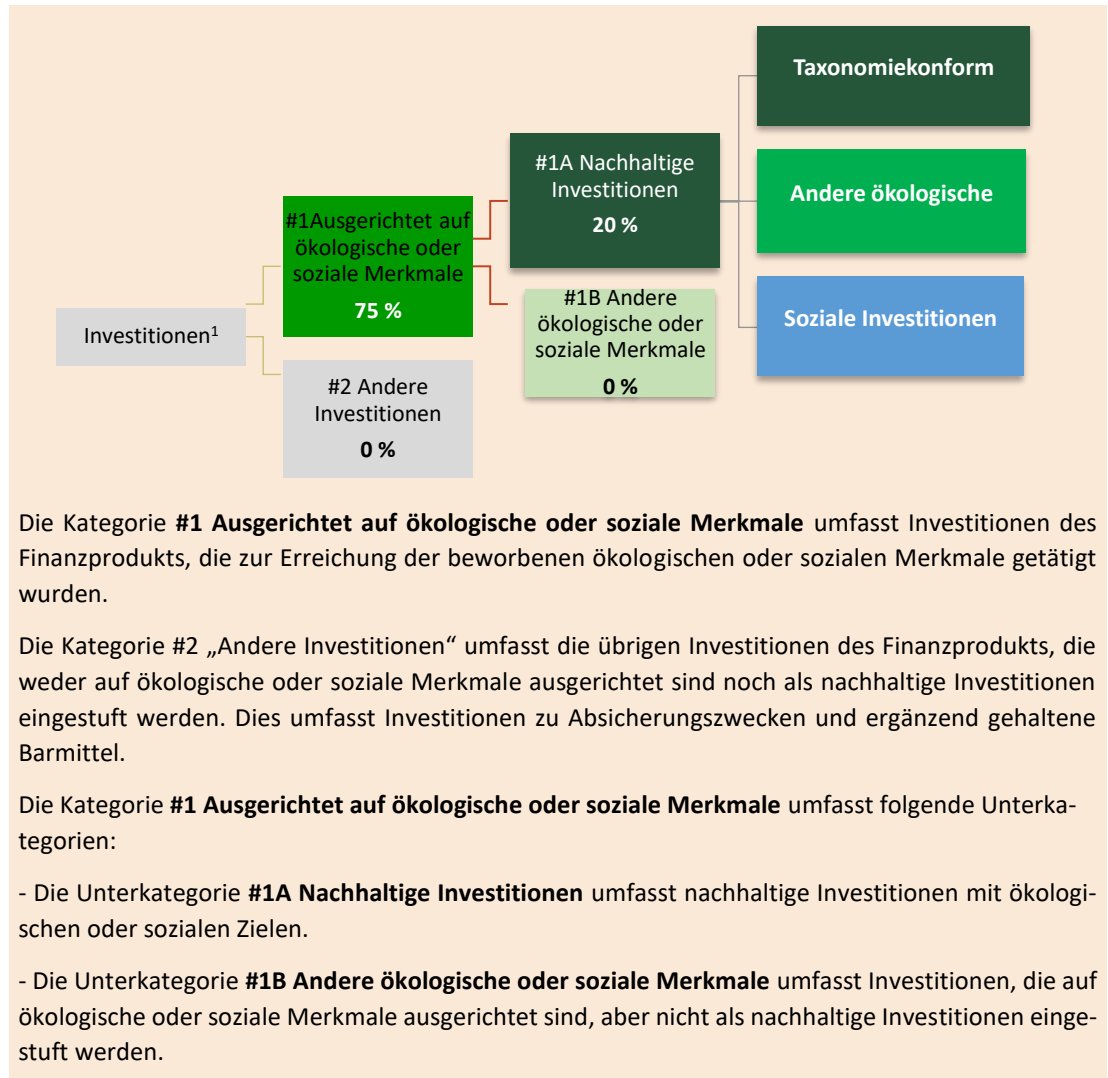 Taxonomiekonform
#1A Nachhaltige
Investitionen
20 %
Andere ökologische
#1Ausgerichtet auf
ökologische oder
soziale Merkmale
75 %
#1B Andere
ökologische oder
soziale Merkmale
0 %
Soziale Investitionen
Investitionen¹
#2 Andere
Investitionen
0 %
Die Kategorie #1 Ausgerichtet auf ökologische oder soziale Merkmale umfasst Investitionen des
Finanzprodukts, die zur Erreichung der beworbenen ökologischen oder sozialen Merkmale getätigt
wurden.
Die Kategorie #2 „Andere Investitionen“ umfasst die übrigen Investitionen des Finanzprodukts, die
weder auf ökologische oder soziale Merkmale ausgerichtet sind noch als nachhaltige Investitionen
eingestuft werden. Dies umfasst Investitionen zu Absicherungszwecken und ergänzend gehaltene
Barmittel.
Die Kategorie #1 Ausgerichtet auf ökologische oder soziale Merkmale umfasst folgende Unterka-
tegorien:
- Die Unterkategorie #1A Nachhaltige Investitionen umfasst nachhaltige Investitionen mit ökologi-
schen oder sozialen Zielen.
- Die Unterkategorie #1B Andere ökologische oder soziale Merkmale umfasst Investitionen, die auf
ökologische oder soziale Merkmale ausgerichtet sind, aber nicht als nachhaltige Investitionen einge-
stuft werden.